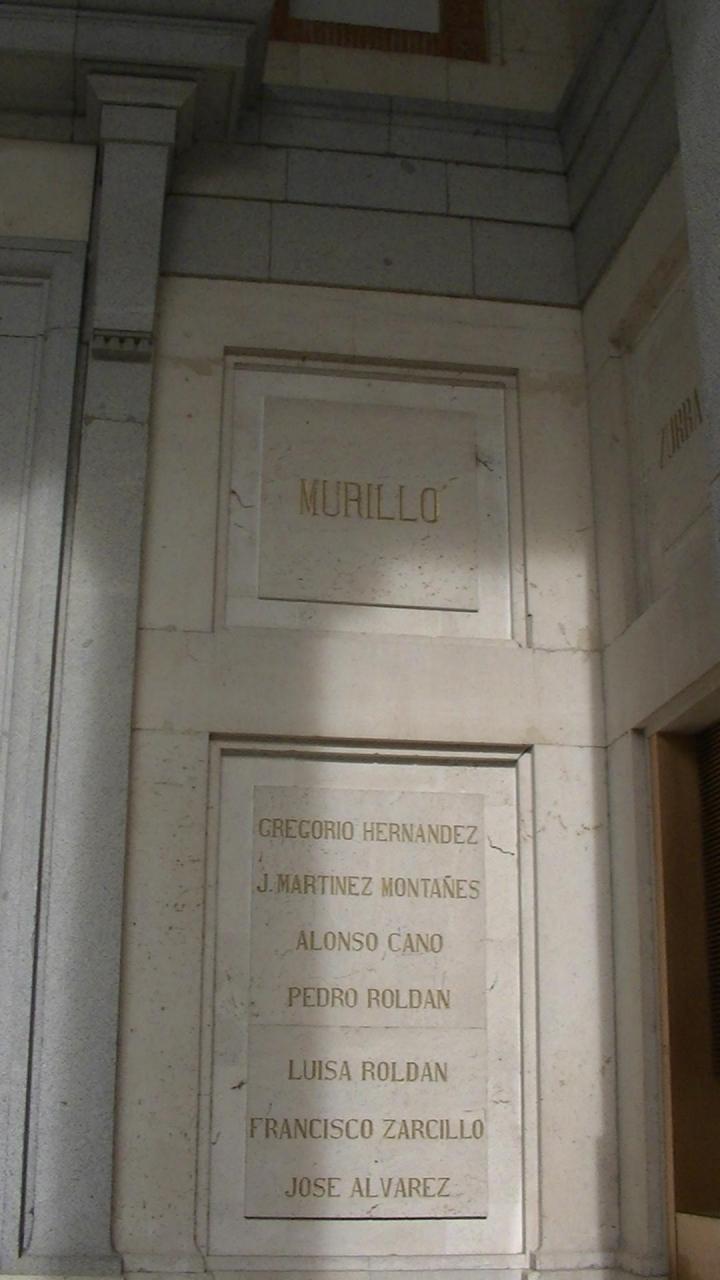 MURILLO
ZURBA
GREGORIO HERNANDEZ
J. MARTINEZ MONTAÑES
ALONSO CANO
PEDRO ROLDAN
LUISA ROLDAN
FRANCISCO ZARCILLO
JOSE ALVAREZ